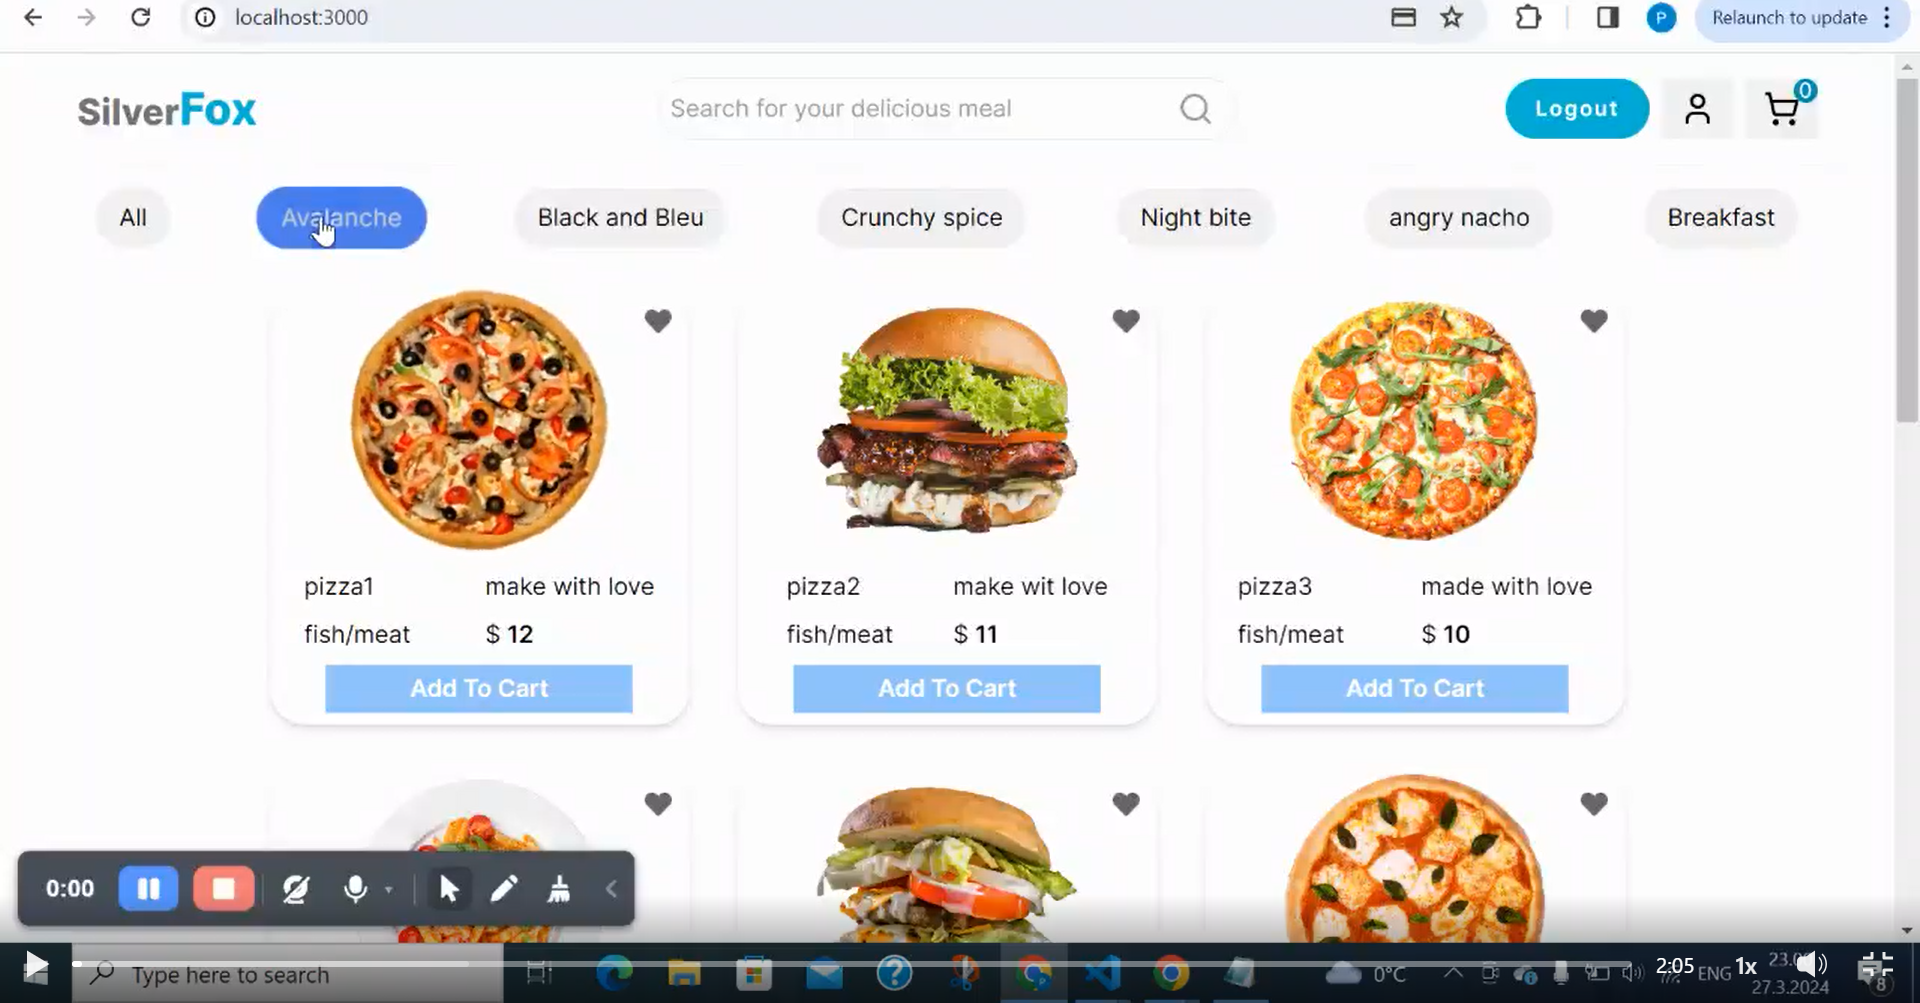 localhost:3000
P
Relaunch to update
SilverFox
Search for your delicious meal
Logout
0
All
Avalanche
Black and Bleu
Crunchy spice
Night bite
angry nacho
Breakfast
pizza1
make with love
fish/meat
$ 12
Add To Cart
pizza2
make wit love
fish/meat
$ 11
Add To Cart
pizza3
made with love
fish/meat
$ 10
Add To Cart
0:00
Type here to search
0°C
2:05
1x
ENG
27.3.2024
8